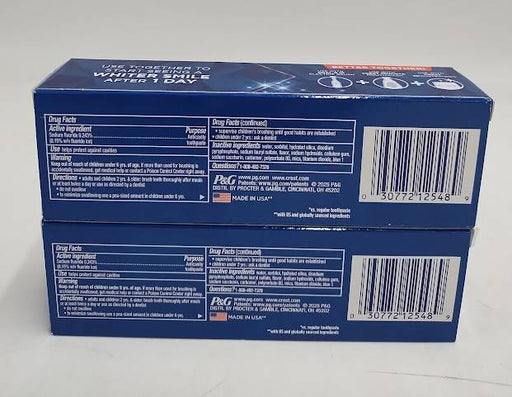 USE TOGETHER TO
START SEEING A
WHITER SMILE
AFTER 1 DAY
BETTER TOGETHER!
Drug Facts
Active ingredient Purpose
Sodium fluoride 0.243% Anticavity
(0.15% w/v fluoride ion) toothpaste
Use helps protect against cavities
Warning
Keep out of reach of children under 6 yrs. of age. If more than used for brushing is
accidentally swallowed, get medical help or contact a Poison Control Center right away.
Directions • adults and children 2 yrs. & older: brush teeth thoroughly after meals
or at least twice a day or use as directed by a dentist
• do not swallow
• to minimize swallowing use a pea-sized amount in children under 6 yrs.
Drug Facts (continued)
• supervise children's brushing until good habits are established
• children under 2 yrs.: ask a dentist
Inactive ingredients water, sorbitol, hydrated silica, disodium
pyrophosphate, sodium lauryl sulfate, flavor, sodium hydroxide, cellulose gum,
sodium saccharin, carbomer, polysorbate 80, mica, titanium dioxide, blue 1
Questions? 1-800-492-7378
P&G www.pg.com www.crest.com
Patents: www.pg.com/patents © 2025 P&G
DISTR. BY PROCTER & GAMBLE, CINCINNATI, OH 45202
MADE IN USA**
*vs. regular toothpaste
**with US and globally sourced ingredients
0 30772 12548 9
Drug Facts
Active ingredient Purpose
Sodium fluoride 0.243% Anticavity
(0.15% w/v fluoride ion) toothpaste
Use helps protect against cavities
Warning
Keep out of reach of children under 6 yrs. of age. If more than used for brushing is
accidentally swallowed, get medical help or contact a Poison Control Center right away.
Directions • adults and children 2 yrs. & older: brush teeth thoroughly after meals
or at least twice a day or use as directed by a dentist
• do not swallow
• to minimize swallowing use a pea-sized amount in children under 6 yrs.
Drug Facts (continued)
• supervise children's brushing until good habits are established
• children under 2 yrs.: ask a dentist
Inactive ingredients water, sorbitol, hydrated silica, disodium
pyrophosphate, sodium lauryl sulfate, flavor, sodium hydroxide, cellulose gum,
sodium saccharin, carbomer, polysorbate 80, mica, titanium dioxide, blue 1
Questions? 1-800-492-7378
P&G www.pg.com www.crest.com
Patents: www.pg.com/patents © 2025 P&G
DISTR. BY PROCTER & GAMBLE, CINCINNATI, OH 45202
MADE IN USA**
*vs. regular toothpaste
**with US and globally sourced ingredients
0 30772 12548 9